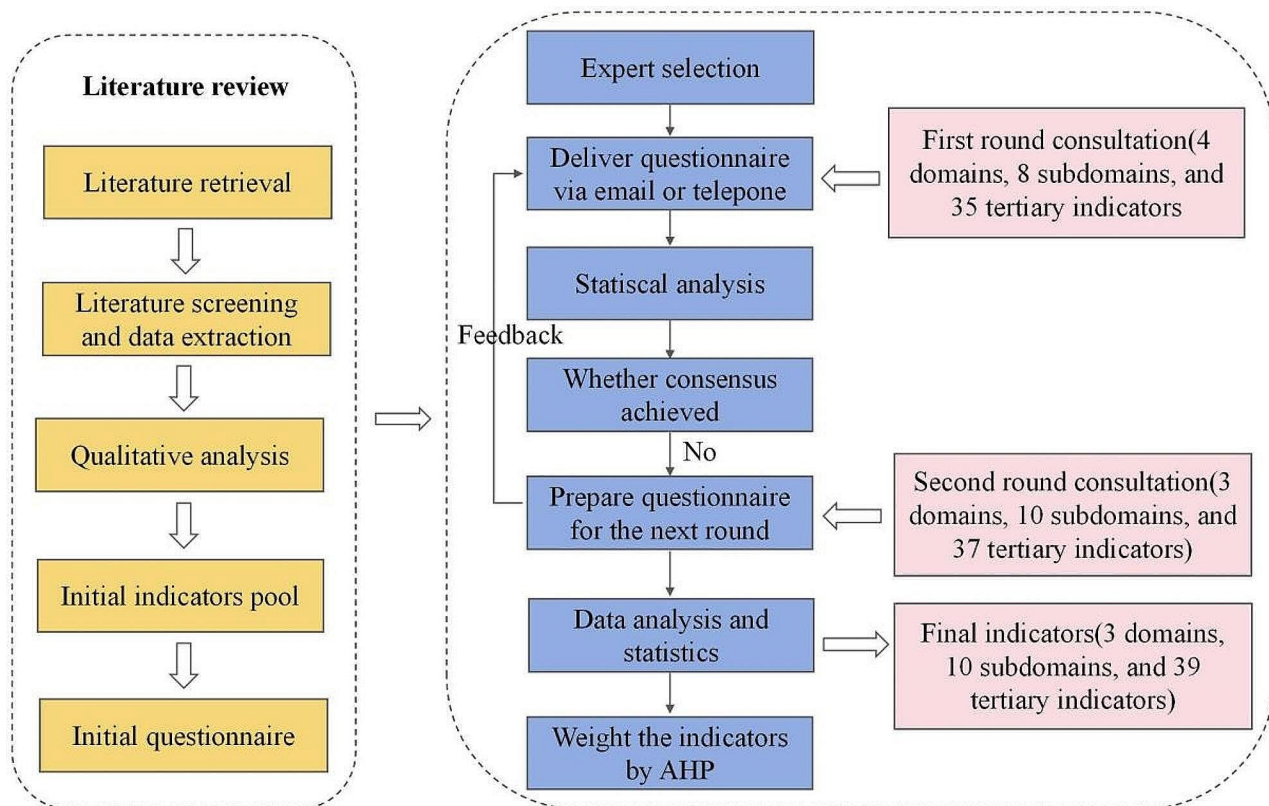 Literature review
Literature retrieval
Literature screening
and data extraction
Qualitative analysis
Initial indicators pool
Initial questionnaire
Expert selection
Deliver questionnaire
via email or telepone
Statiscal analysis
Feedback
Whether consensus
achieved
No
Prepare questionnaire
for the next round
Data analysis and
statistics
Weight the indicators
by AHP
First round consultation(4
domains, 8 subdomains, and
35 tertiary indicators
Second round consultation(3
domains, 10 subdomains, and
37 tertiary indicators)
Final indicators(3 domains,
10 subdomains, and 39
tertiary indicators)